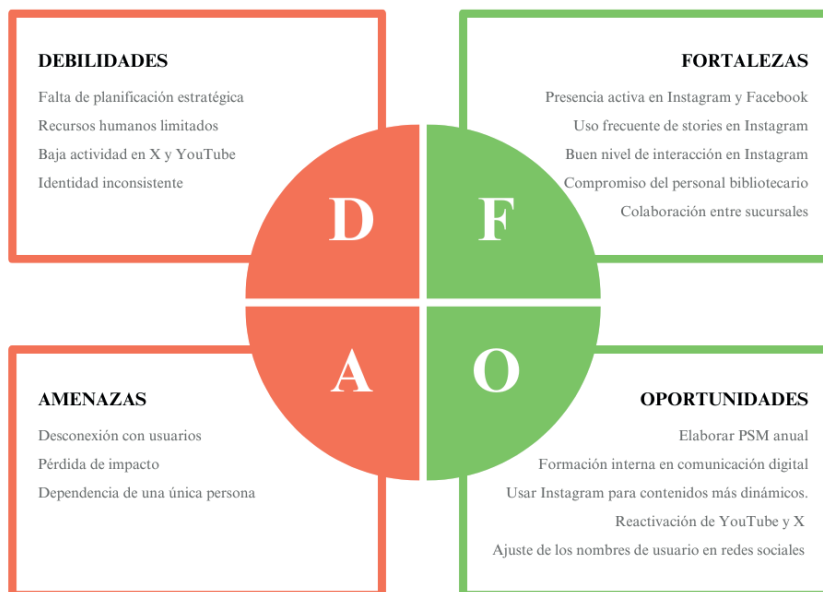 DEBILIDADES
Falta de planificación estratégica
Recursos humanos limitados
Baja actividad en X y YouTube
Identidad inconsistente
FORTALEZAS
Presencia activa en Instagram y Facebook
Uso frecuente de stories en Instagram
Buen nivel de interacción en Instagram
Compromiso del personal bibliotecario
Colaboración entre sucursales
D
F
A
O
AMENAZAS
Desconexión con usuarios
Pérdida de impacto
Dependencia de una única persona
OPORTUNIDADES
Elaborar PSM anual
Formación interna en comunicación digital
Usar Instagram para contenidos más dinámicos.
Reactivación de YouTube y X
Ajuste de los nombres de usuario en redes sociales